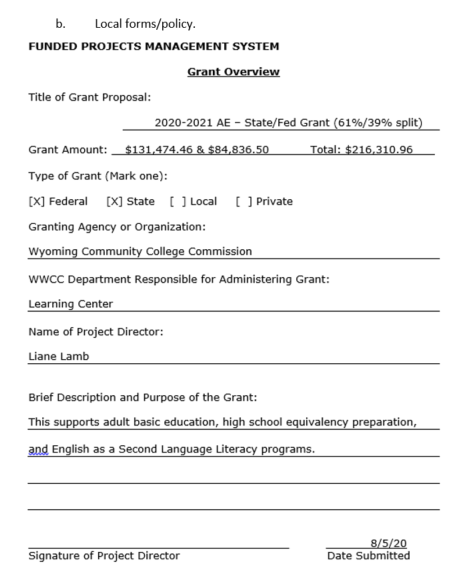 b. Local forms/policy.
FUNDED PROJECTS MANAGEMENT SYSTEM
Grant Overview
Title of Grant Proposal:
2020-2021 AE – State/Fed Grant (61%/39% split)
Grant Amount: $131,474.46 & $84,836.50 Total: $216,310.96
Type of Grant (Mark one):
[X] Federal [X] State [ ] Local [ ] Private
Granting Agency or Organization:
Wyoming Community College Commission
WWCC Department Responsible for Administering Grant:
Learning Center
Name of Project Director:
Liane Lamb
Brief Description and Purpose of the Grant:
This supports adult basic education, high school equivalency preparation,
and English as a Second Language Literacy programs.
8/5/20
Signature of Project Director Date Submitted